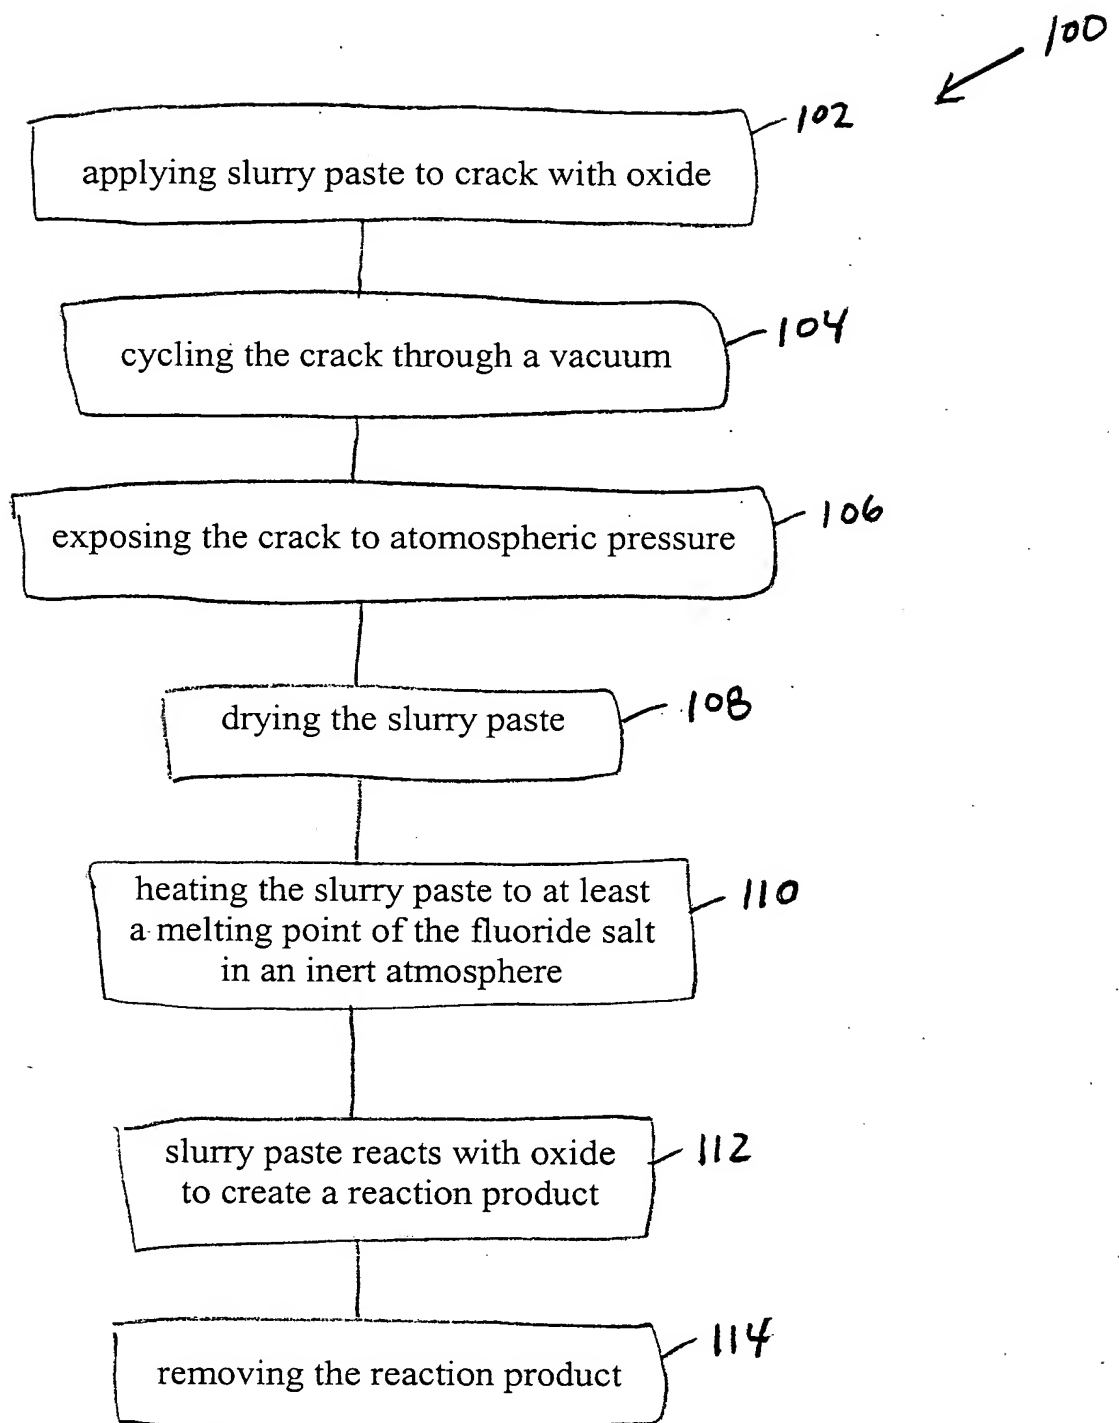 100
102
applying slurry paste to crack with oxide
104
cycling the crack through a vacuum
106
exposing the crack to atomospheric pressure
108
drying the slurry paste
110
heating the slurry paste to at least
a melting point of the fluoride salt
in an inert atmosphere
112
slurry paste reacts with oxide
to create a reaction product
114
removing the reaction product